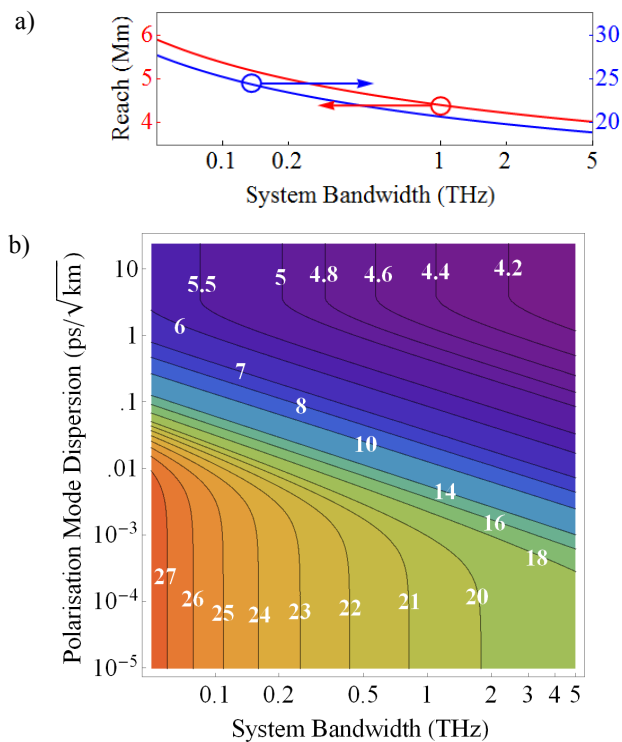 a)
Reach (Mm)
6
5
4
30
25
20
0.1 0.2 1 2 5
System Bandwidth (THz)
b)
Polarisation Mode Dispersion (ps/√km)
10
1
.1
.01
10⁻³
10⁻⁴
10⁻⁵
5.5 5 4.8 4.6 4.4 4.2
6
7
8
10
14
16
18
27 26 25 24 23 22 21 20
0.1 0.2 0.5 1 2 3 4 5
System Bandwidth (THz)